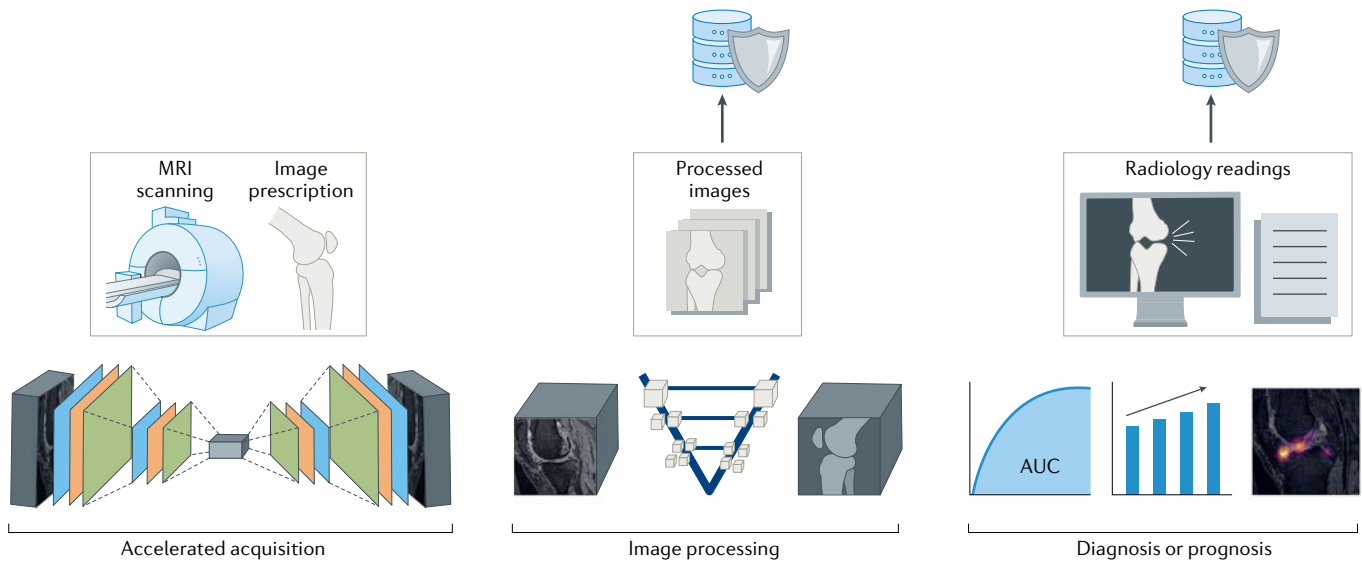 MRI
scanning
Image
prescription
Processed
images
Radiology readings
AUC
Accelerated acquisition
Image processing
Diagnosis or prognosis